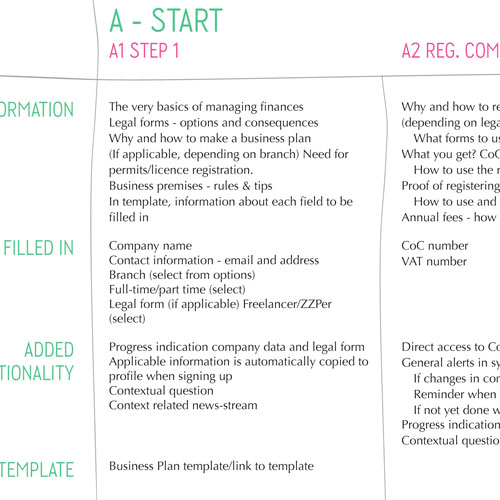 A - START
A1 STEP 1
A2 REG. COM
ORMATION
The very basics of managing finances
Legal forms - options and consequences
Why and how to make a business plan
(If applicable, depending on branch) Need for
permits/licence registration.
Business premises - rules & tips
In template, information about each field to be
filled in
Why and how to re
(depending on lega
What forms to us
What you get? CoC
How to use the r
Proof of registering
How to use and
Annual fees - how
FILLED IN
Company name
Contact information - email and address
Branch (select from options)
Full-time/part time (select)
Legal form (if applicable) Freelancer/ZZPer
(select)
CoC number
VAT number
ADDED
TIONALITY
Progress indication company data and legal form
Applicable information is automatically copied to
profile when signing up
Contextual question
Context related news-stream
Direct access to Co
General alerts in sy
If changes in con
Reminder when
If not yet done w
Progress indication
Contextual questio
TEMPLATE
Business Plan template/link to template